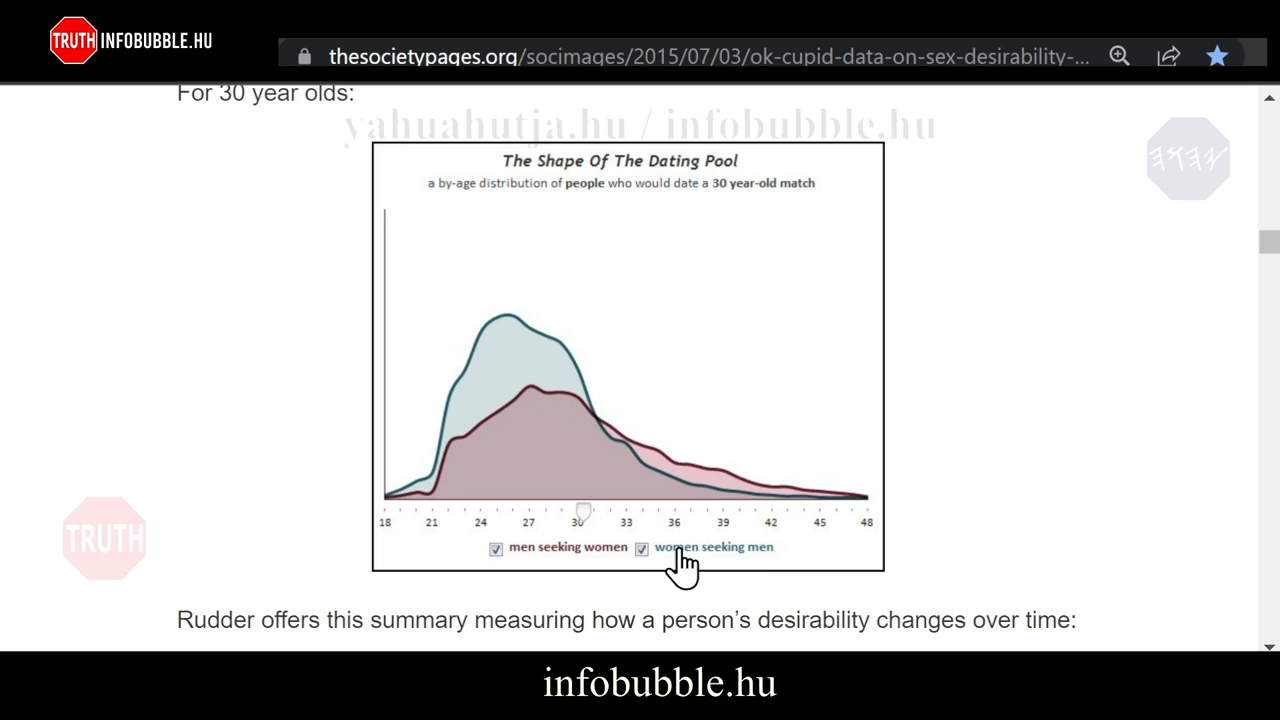 TRUTH INFOBUBBLE.HU
thesocietypages.org/socimages/2015/07/03/ok-cupid-data-on-sex-desirability-...
For 30 year olds:
yahuahutja.hu / infobubble.hu
The Shape Of The Dating Pool
a by-age distribution of people who would date a 30 year-old match
18 21 24 27 30 33 36 39 42 45 48
men seeking women women seeking men
TRUTH
Rudder offers this summary measuring how a person's desirability changes over time:
infobubble.hu